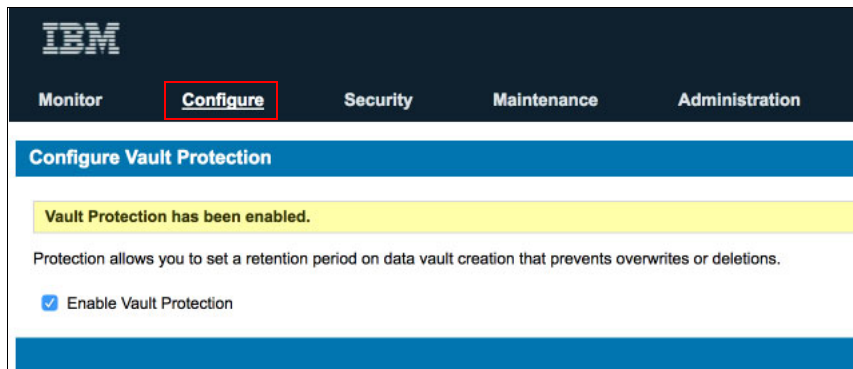 IBM
Monitor Configure Security Maintenance Administration
Configure Vault Protection
Vault Protection has been enabled.
Protection allows you to set a retention period on data vault creation that prevents overwrites or deletions.
Enable Vault Protection